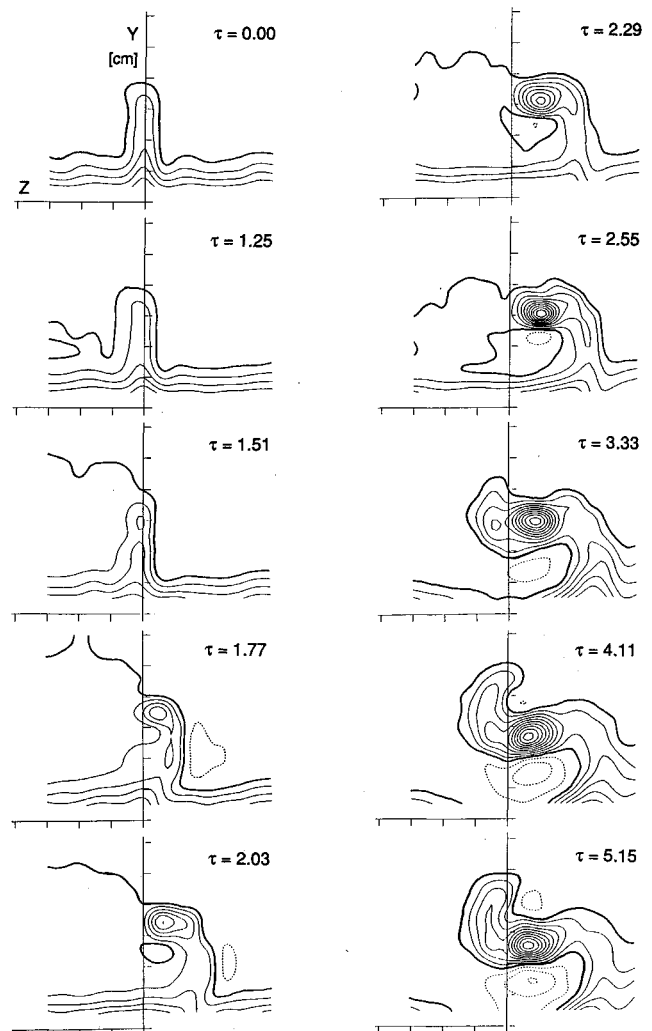 Y
[cm]
Z
τ = 0.00
τ = 1.25
τ = 1.51
τ = 1.77
τ = 2.03
τ = 2.29
τ = 2.55
τ = 3.33
τ = 4.11
τ = 5.15